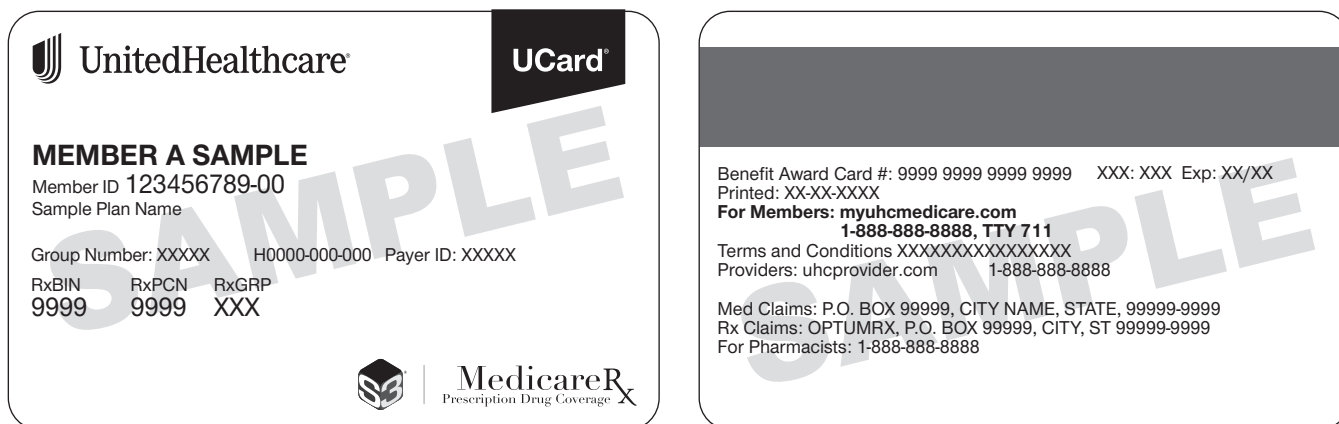 UnitedHealthcare®
UCard®
MEMBER A SAMPLE
Member ID 123456789-00
Sample Plan Name
Group Number: XXXXX H0000-000-000 Payer ID: XXXXX
RxBIN RxPCN RxGRP
9999 9999 XXX
SAMPLE
S3
MedicareRx
Prescription Drug Coverage
Benefit Award Card #: 9999 9999 9999 9999 XXX: XXX Exp: XX/XX
Printed: XX-XX-XXXX
For Members: myuhcmedicare.com
1-888-888-8888, TTY 711
Terms and Conditions XXXXXXXXXXXXXXXX
Providers: uhcprovider.com 1-888-888-8888
Med Claims: P.O. BOX 99999, CITY NAME, STATE, 99999-9999
Rx Claims: OPTUMRX, P.O. BOX 99999, CITY, ST 99999-9999
For Pharmacists: 1-888-888-8888
SAMPLE